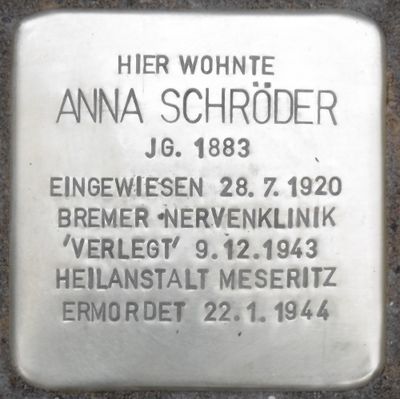 HIER WOHNTE
ANNA SCHRÖDER
JG. 1883
EINGEWIESEN 28.7.1920
BREMER NERVENKLINIK
'VERLEGT' 9.12.1943
HEILANSTALT MESERITZ
ERMORDET 22.1.1944